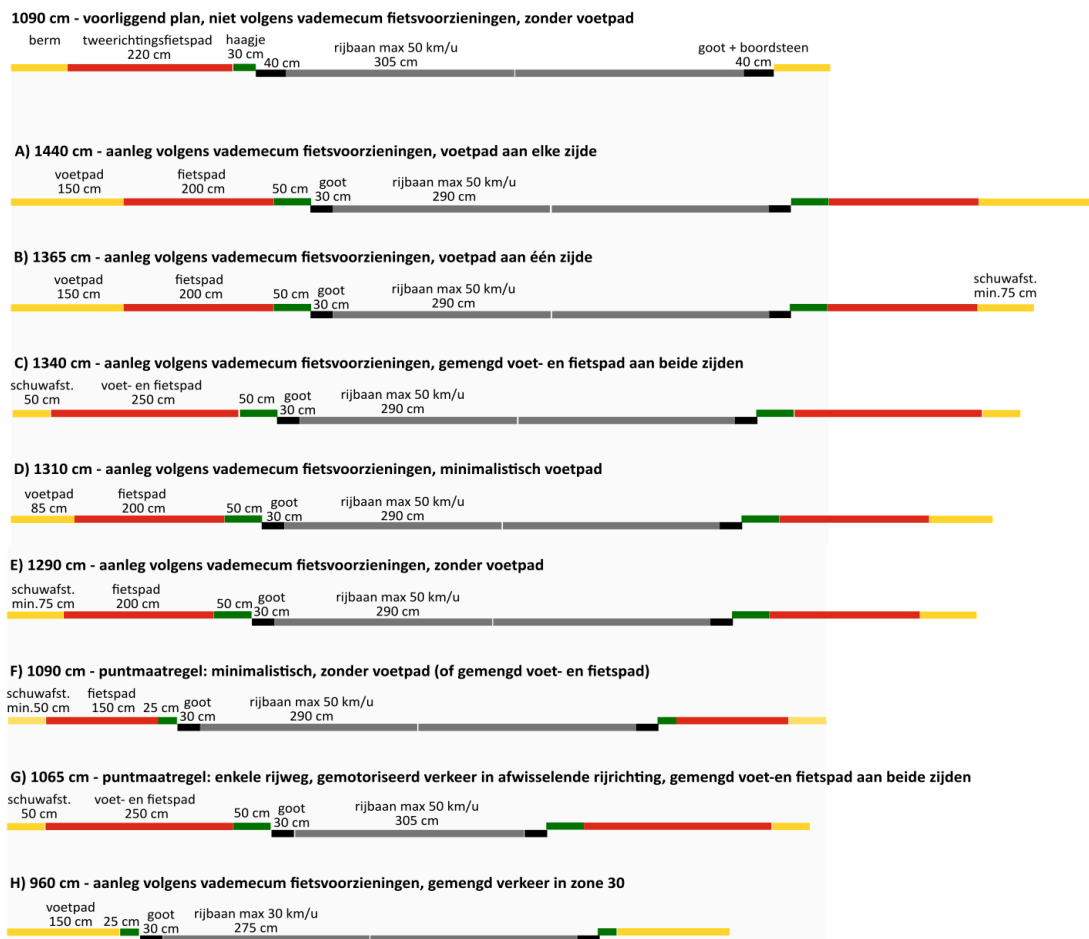 1090 cm - voorliggend plan, niet volgens vademecum fietsvoorzieningen, zonder voetpad
berm tweerichtingsfietspad haagje rijbaan max 50 km/u goot + boordsteen
220 cm 30 cm 40 cm 305 cm 40 cm
A) 1440 cm - aanleg volgens vademecum fietsvoorzieningen, voetpad aan elke zijde
voetpad fietspad goot rijbaan max 50 km/u
150 cm 200 cm 50 cm 30 cm 290 cm
B) 1365 cm - aanleg volgens vademecum fietsvoorzieningen, voetpad aan één zijde
voetpad fietspad goot rijbaan max 50 km/u schuwafst.
150 cm 200 cm 50 cm 30 cm 290 cm min.75 cm
C) 1340 cm - aanleg volgens vademecum fietsvoorzieningen, gemengd voet- en fietspad aan beide zijden
schuwafst. voet- en fietspad goot rijbaan max 50 km/u
50 cm 250 cm 50 cm 30 cm 290 cm
D) 1310 cm - aanleg volgens vademecum fietsvoorzieningen, minimalistisch voetpad
voetpad fietspad goot rijbaan max 50 km/u
85 cm 200 cm 50 cm 30 cm 290 cm
E) 1290 cm - aanleg volgens vademecum fietsvoorzieningen, zonder voetpad
schuwafst. fietspad goot rijbaan max 50 km/u
min.75 cm 200 cm 50 cm 30 cm 290 cm
F) 1090 cm - puntmaatregel: minimalistisch, zonder voetpad (of gemengd voet- en fietspad)
schuwafst. fietspad goot rijbaan max 50 km/u
min.50 cm 150 cm 25 cm 30 cm 290 cm
G) 1065 cm - puntmaatregel: enkele rijweg, gemotoriseerd verkeer in afwisselende rijrichting, gemengd voet-en fietspad aan beide zijden
schuwafst. voet- en fietspad goot rijbaan max 50 km/u
50 cm 250 cm 50 cm 30 cm 305 cm
H) 960 cm - aanleg volgens vademecum fietsvoorzieningen, gemengd verkeer in zone 30
voetpad goot rijbaan max 30 km/u
150 cm 25 cm 30 cm 275 cm